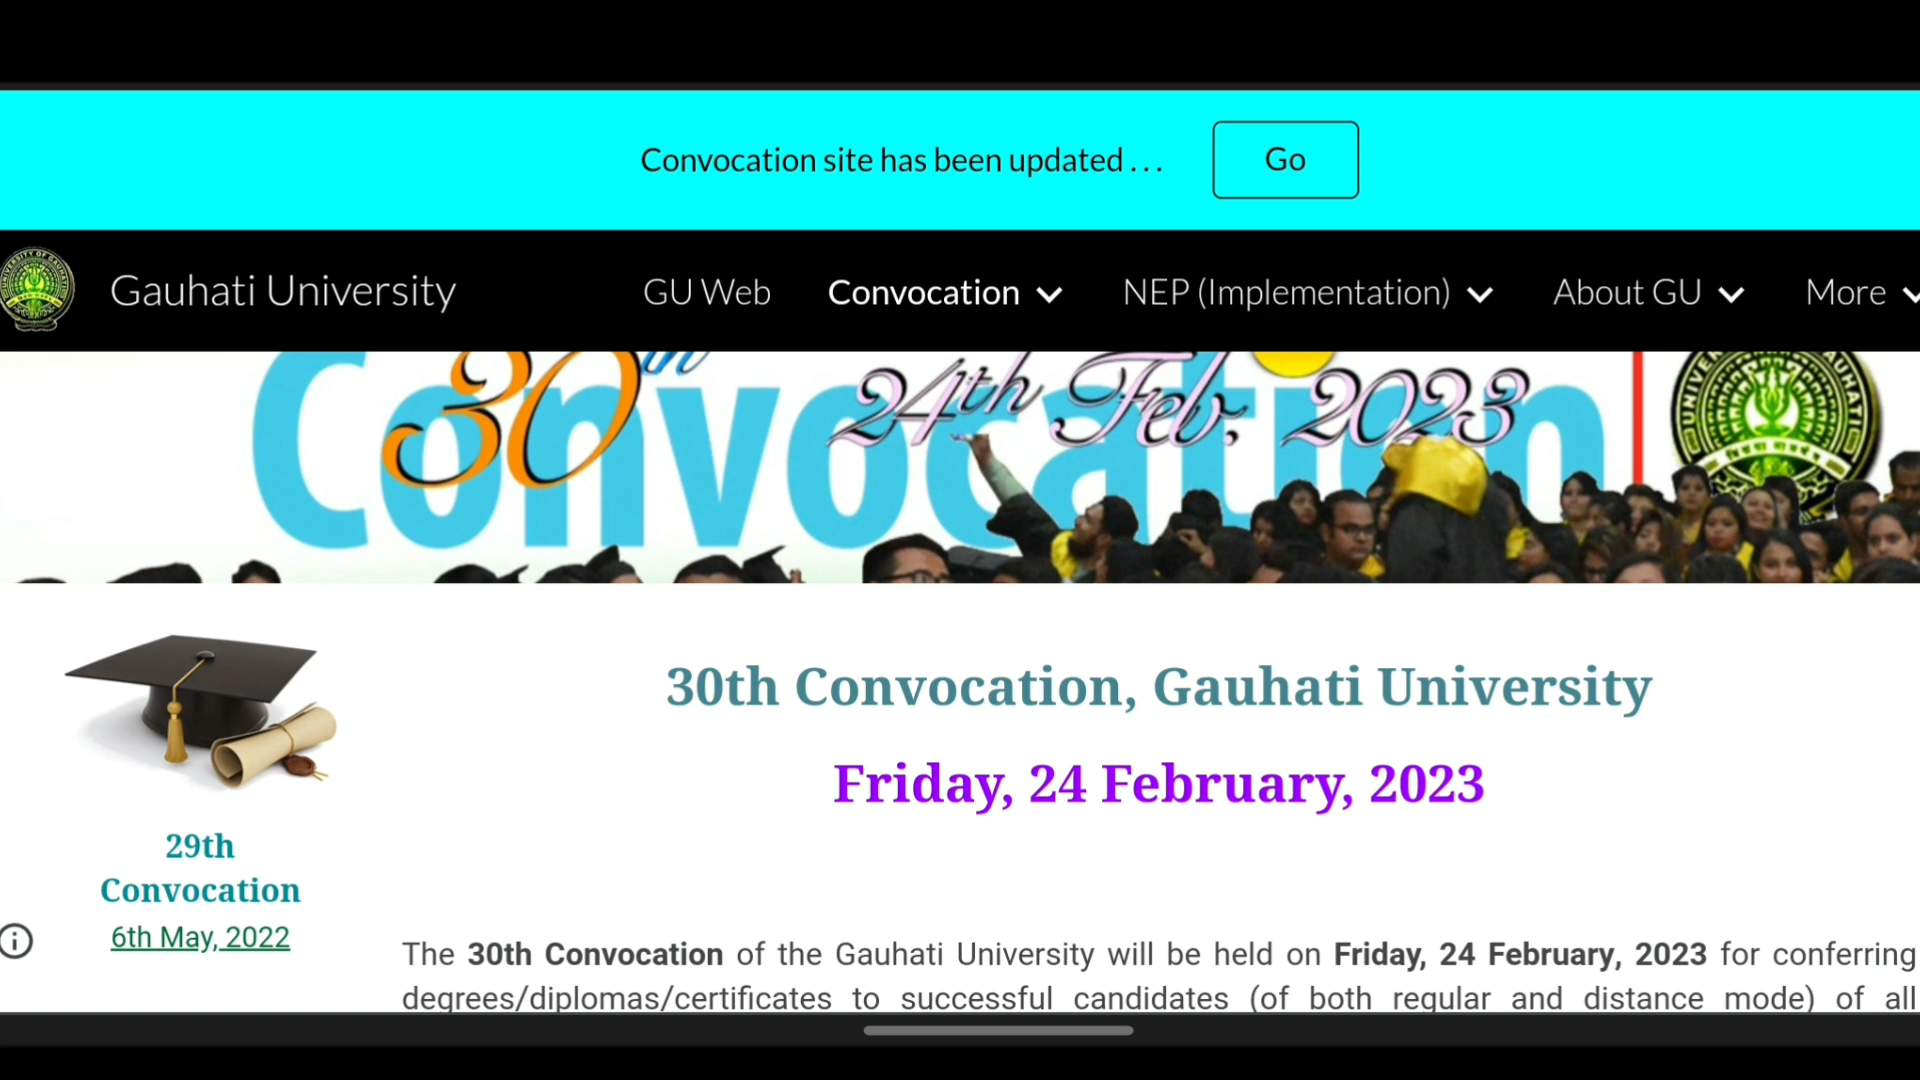 Convocation site has been updated . . . Go
Gauhati University GU Web Convocation NEP (Implementation) About GU More
Convocation
30th 24th Feb. 2023
30th Convocation, Gauhati University
Friday, 24 February, 2023
29th
Convocation
6th May, 2022
The 30th Convocation of the Gauhati University will be held on Friday, 24 February, 2023 for conferring
degrees/diplomas/certificates to successful candidates (of both regular and distance mode) of all